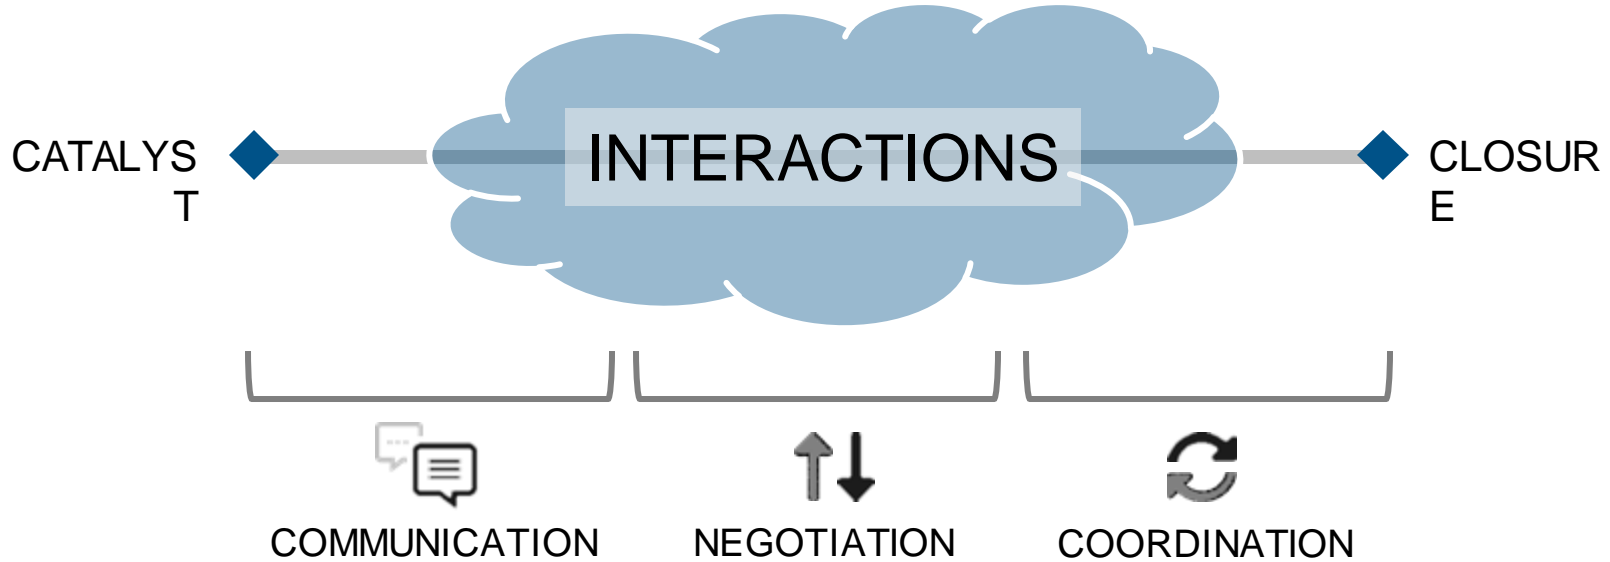 CATALYS
T
INTERACTIONS
CLOSUR
E
COMMUNICATION
NEGOTIATION
COORDINATION